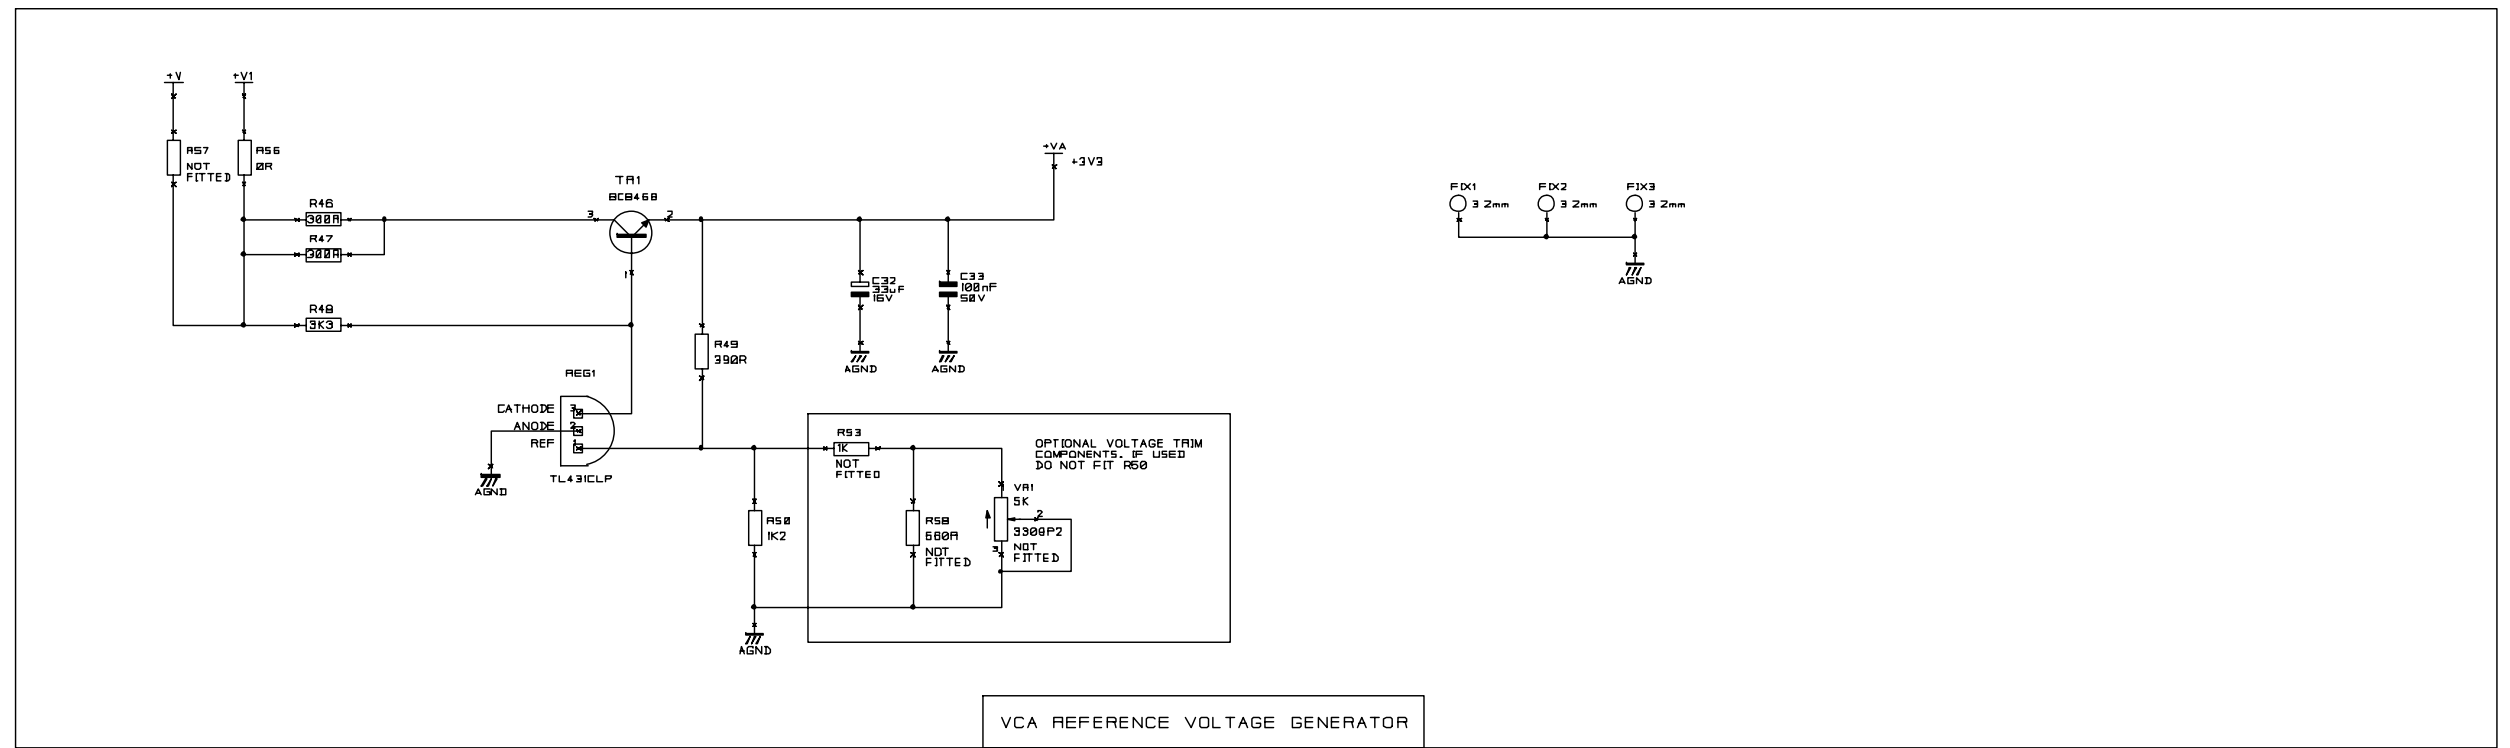 +V
+V1
R57
NOT
FITTED
R56
0R
R46
300R
R47
300R
R48
3K3
TR1
BC846B
3
2
1
+VA
+3V3
C32
33uF
16V
AGND
C33
100nF
50V
AGND
R49
390R
REG1
CATHODE 3
ANODE 2
REF 1
TL431CLP
AGND
R50
1K2
AGND
R53
1K
NOT
FITTED
R58
680R
NOT
FITTED
1
VR1
5K
2
3309P2
3
NOT
FITTED
OPTIONAL VOLTAGE TRIM
COMPONENTS. IF USED
DO NOT FIT R50
FIX1
3 2mm
FIX2
3 2mm
FIX3
3 2mm
AGND
VCA REFERENCE VOLTAGE GENERATOR